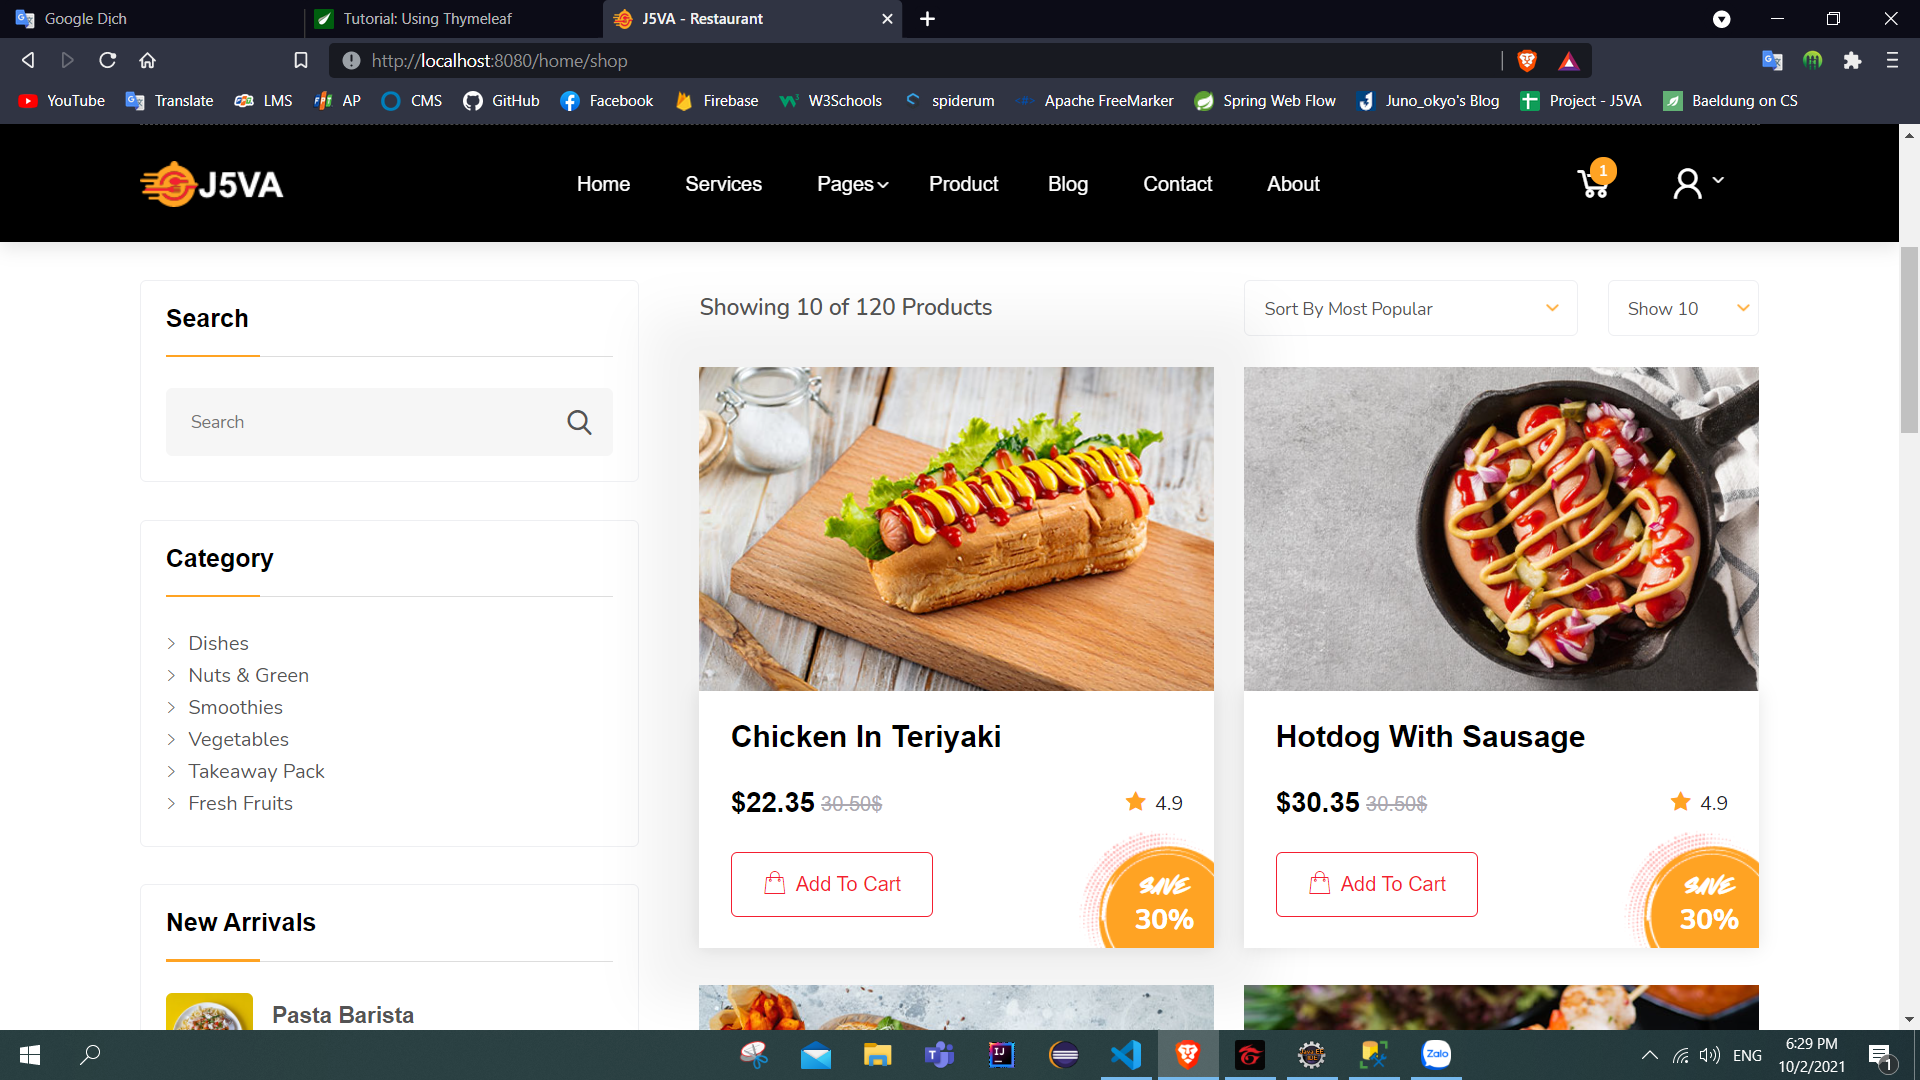 Google Dịch
Tutorial: Using Thymeleaf
J5VA - Restaurant
http://localhost:8080/home/shop
YouTube
Translate
LMS
AP
CMS
GitHub
Facebook
Firebase
W3Schools
spiderum
Apache FreeMarker
Spring Web Flow
Juno_okyo's Blog
Project - J5VA
Baeldung on CS
J5VA
Home
Services
Pages
Product
Blog
Contact
About
1
Search
Search
Category
Dishes
Nuts & Green
Smoothies
Vegetables
Takeaway Pack
Fresh Fruits
New Arrivals
Pasta Barista
Showing 10 of 120 Products
Sort By Most Popular
Show 10
Chicken In Teriyaki
$22.35 30.50$
4.9
Add To Cart
SAVE
30%
Hotdog With Sausage
$30.35 30.50$
4.9
Add To Cart
SAVE
30%
Zalo
ENG
6:29 PM
10/2/2021
1